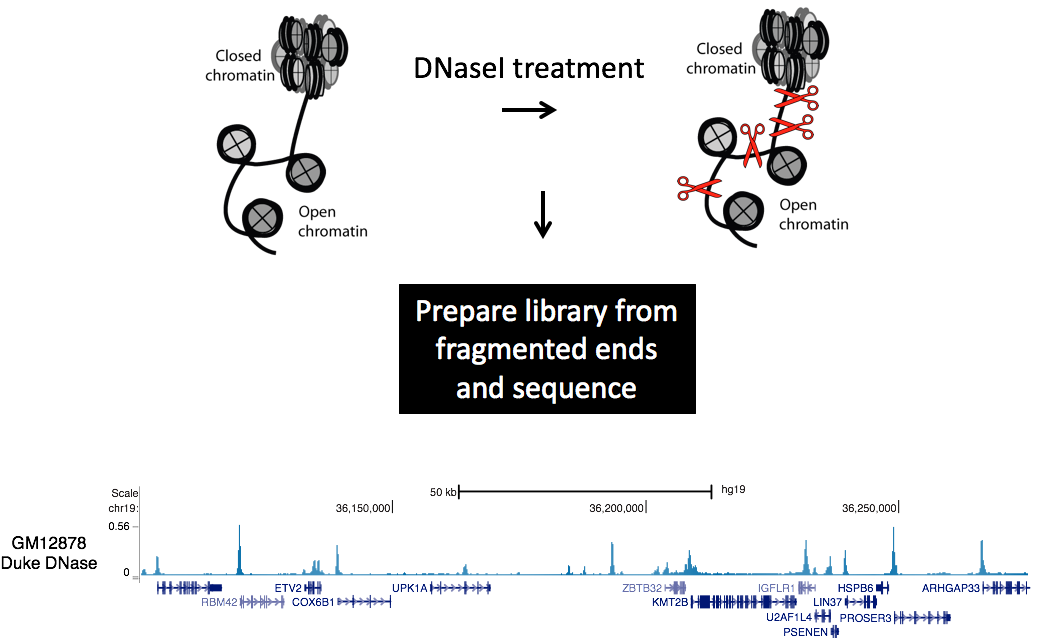 Closed
chromatin
DNaseI treatment
Closed
chromatin
Open
chromatin
Open
chromatin
Prepare library from
fragmented ends
and sequence
Scale
50 kb
hg19
chr19:
36,150,000
36,200,000
36,250,000
GM12878
Duke DNase
0.56
0
ETV2
UPK1A
ZBTB32
IGFLR1
HSPB6
ARHGAP33
RBM42
COX6B1
KMT2B
LIN37
U2AF1L4
PROSER3
PSENEN